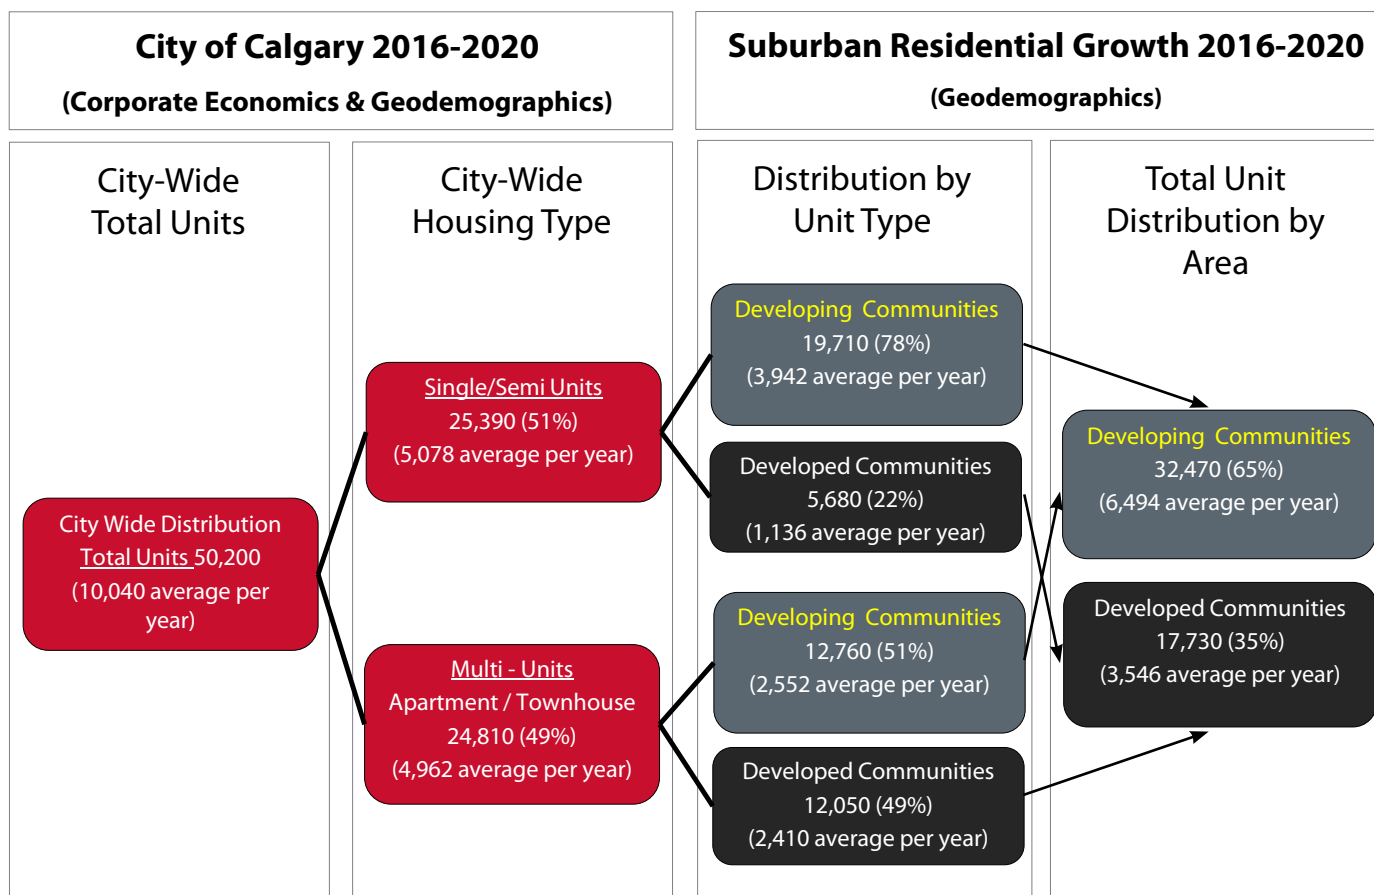 City of Calgary 2016-2020
(Corporate Economics & Geodemographics)
Suburban Residential Growth 2016-2020
(Geodemographics)
City-Wide
Total Units
City-Wide
Housing Type
Distribution by
Unit Type
Total Unit
Distribution by
Area
City Wide Distribution
Total Units 50,200
(10,040 average per
year)
Single/Semi Units
25,390 (51%)
(5,078 average per year)
Multi - Units
Apartment / Townhouse
24,810 (49%)
(4,962 average per year)
Developing Communities
19,710 (78%)
(3,942 average per year)
Developed Communities
5,680 (22%)
(1,136 average per year)
Developing Communities
12,760 (51%)
(2,552 average per year)
Developed Communities
12,050 (49%)
(2,410 average per year)
Developing Communities
32,470 (65%)
(6,494 average per year)
Developed Communities
17,730 (35%)
(3,546 average per year)